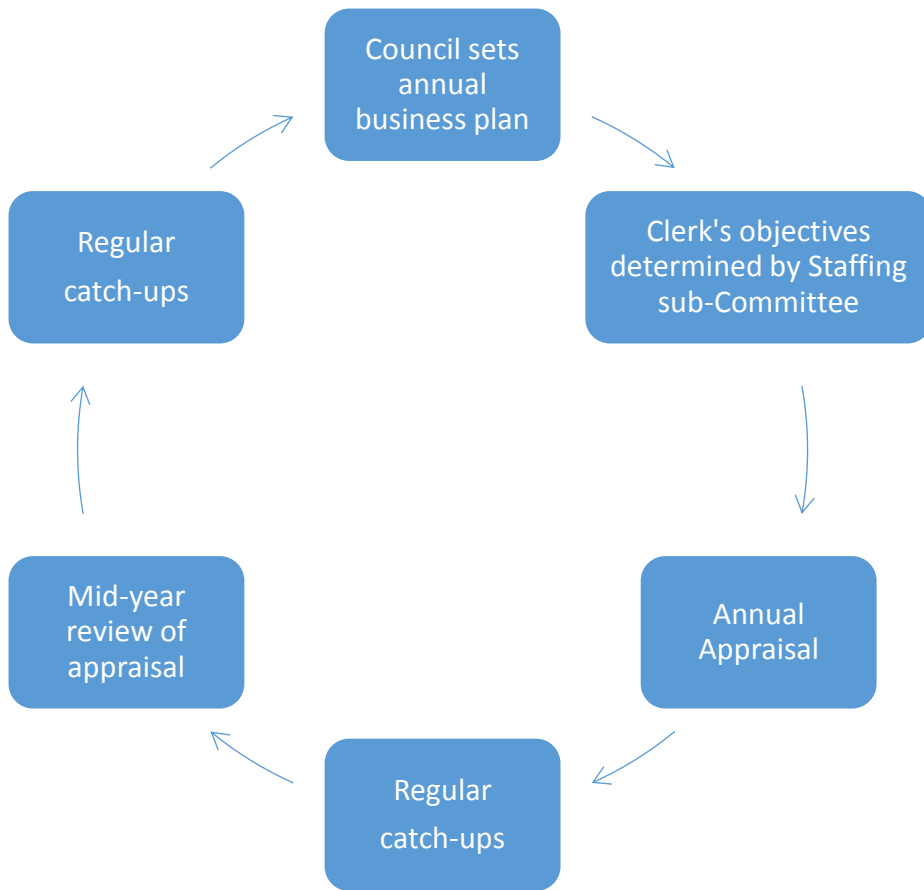 Council sets
annual
business plan
Clerk's objectives
determined by Staffing
sub-Committee
Annual
Appraisal
Regular
catch-ups
Mid-year
review of
appraisal
Regular
catch-ups